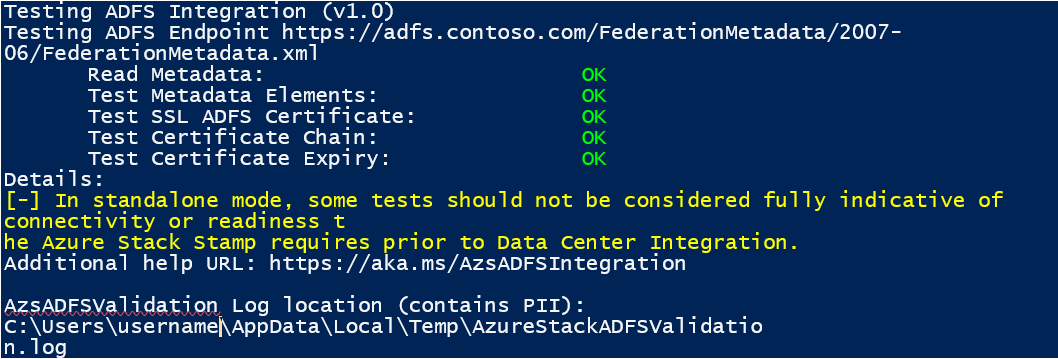 Testing ADFS Integration (v1.0)
Testing ADFS Endpoint https://adfs.contoso.com/FederationMetadata/2007-
06/FederationMetadata.xml
Read Metadata: OK
Test Metadata Elements: OK
Test SSL ADFS Certificate: OK
Test Certificate Chain: OK
Test Certificate Expiry: OK
Details:
[-] In standalone mode, some tests should not be considered fully indicative of
connectivity or readiness t
he Azure Stack Stamp requires prior to Data Center Integration.
Additional help URL: https://aka.ms/AzsADFSIntegration
AzsADFSValidation Log location (contains PII):
C:\Users\username\AppData\Local\Temp\AzureStackADFSValidatio
n.log